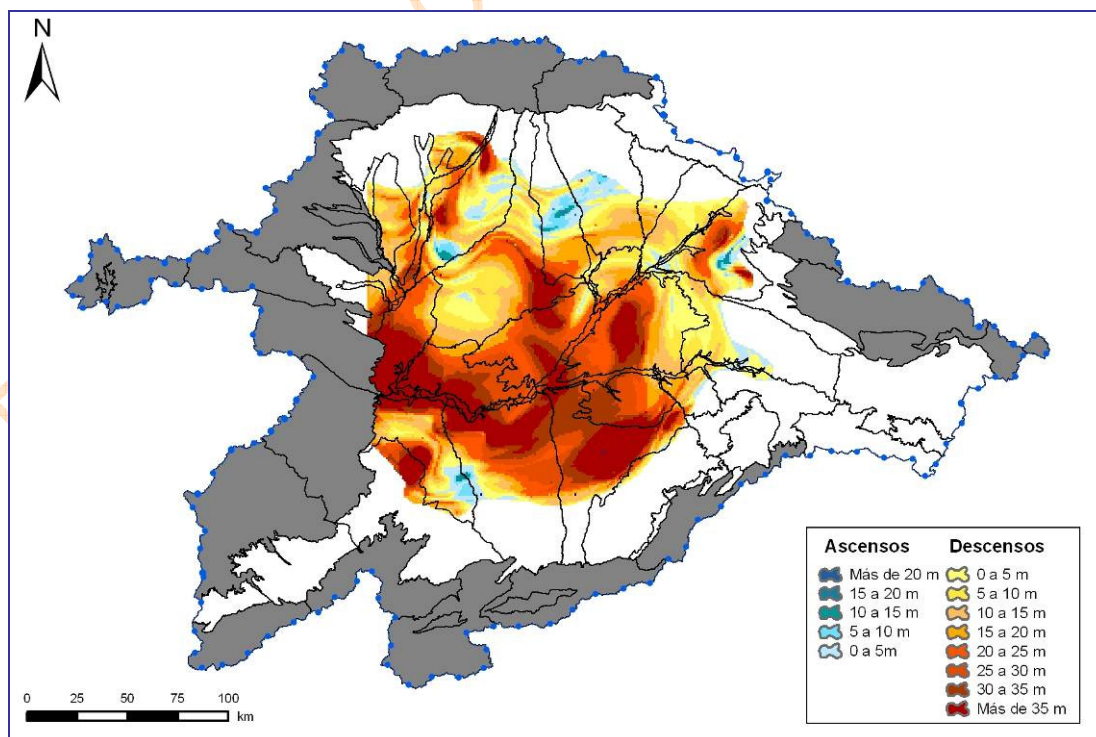 N
Ascensos
Más de 20 m
15 a 20 m
10 a 15 m
5 a 10 m
0 a 5m
Descensos
0 a 5 m
5 a 10 m
10 a 15 m
15 a 20 m
20 a 25 m
25 a 30 m
30 a 35 m
Más de 35 m
0 25 50 75 100
km